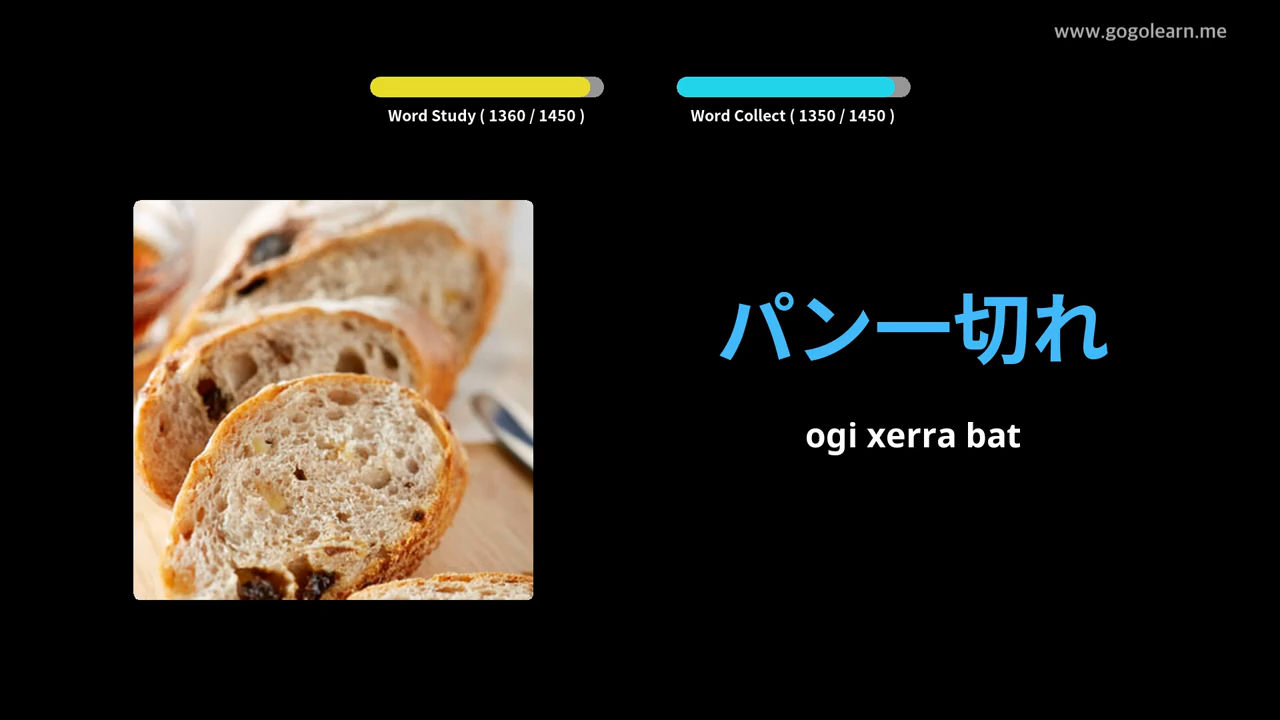 www.gogolearn.me
Word Study ( 1360 / 1450 )
Word Collect ( 1350 / 1450 )
パン一切れ
ogi xerra bat